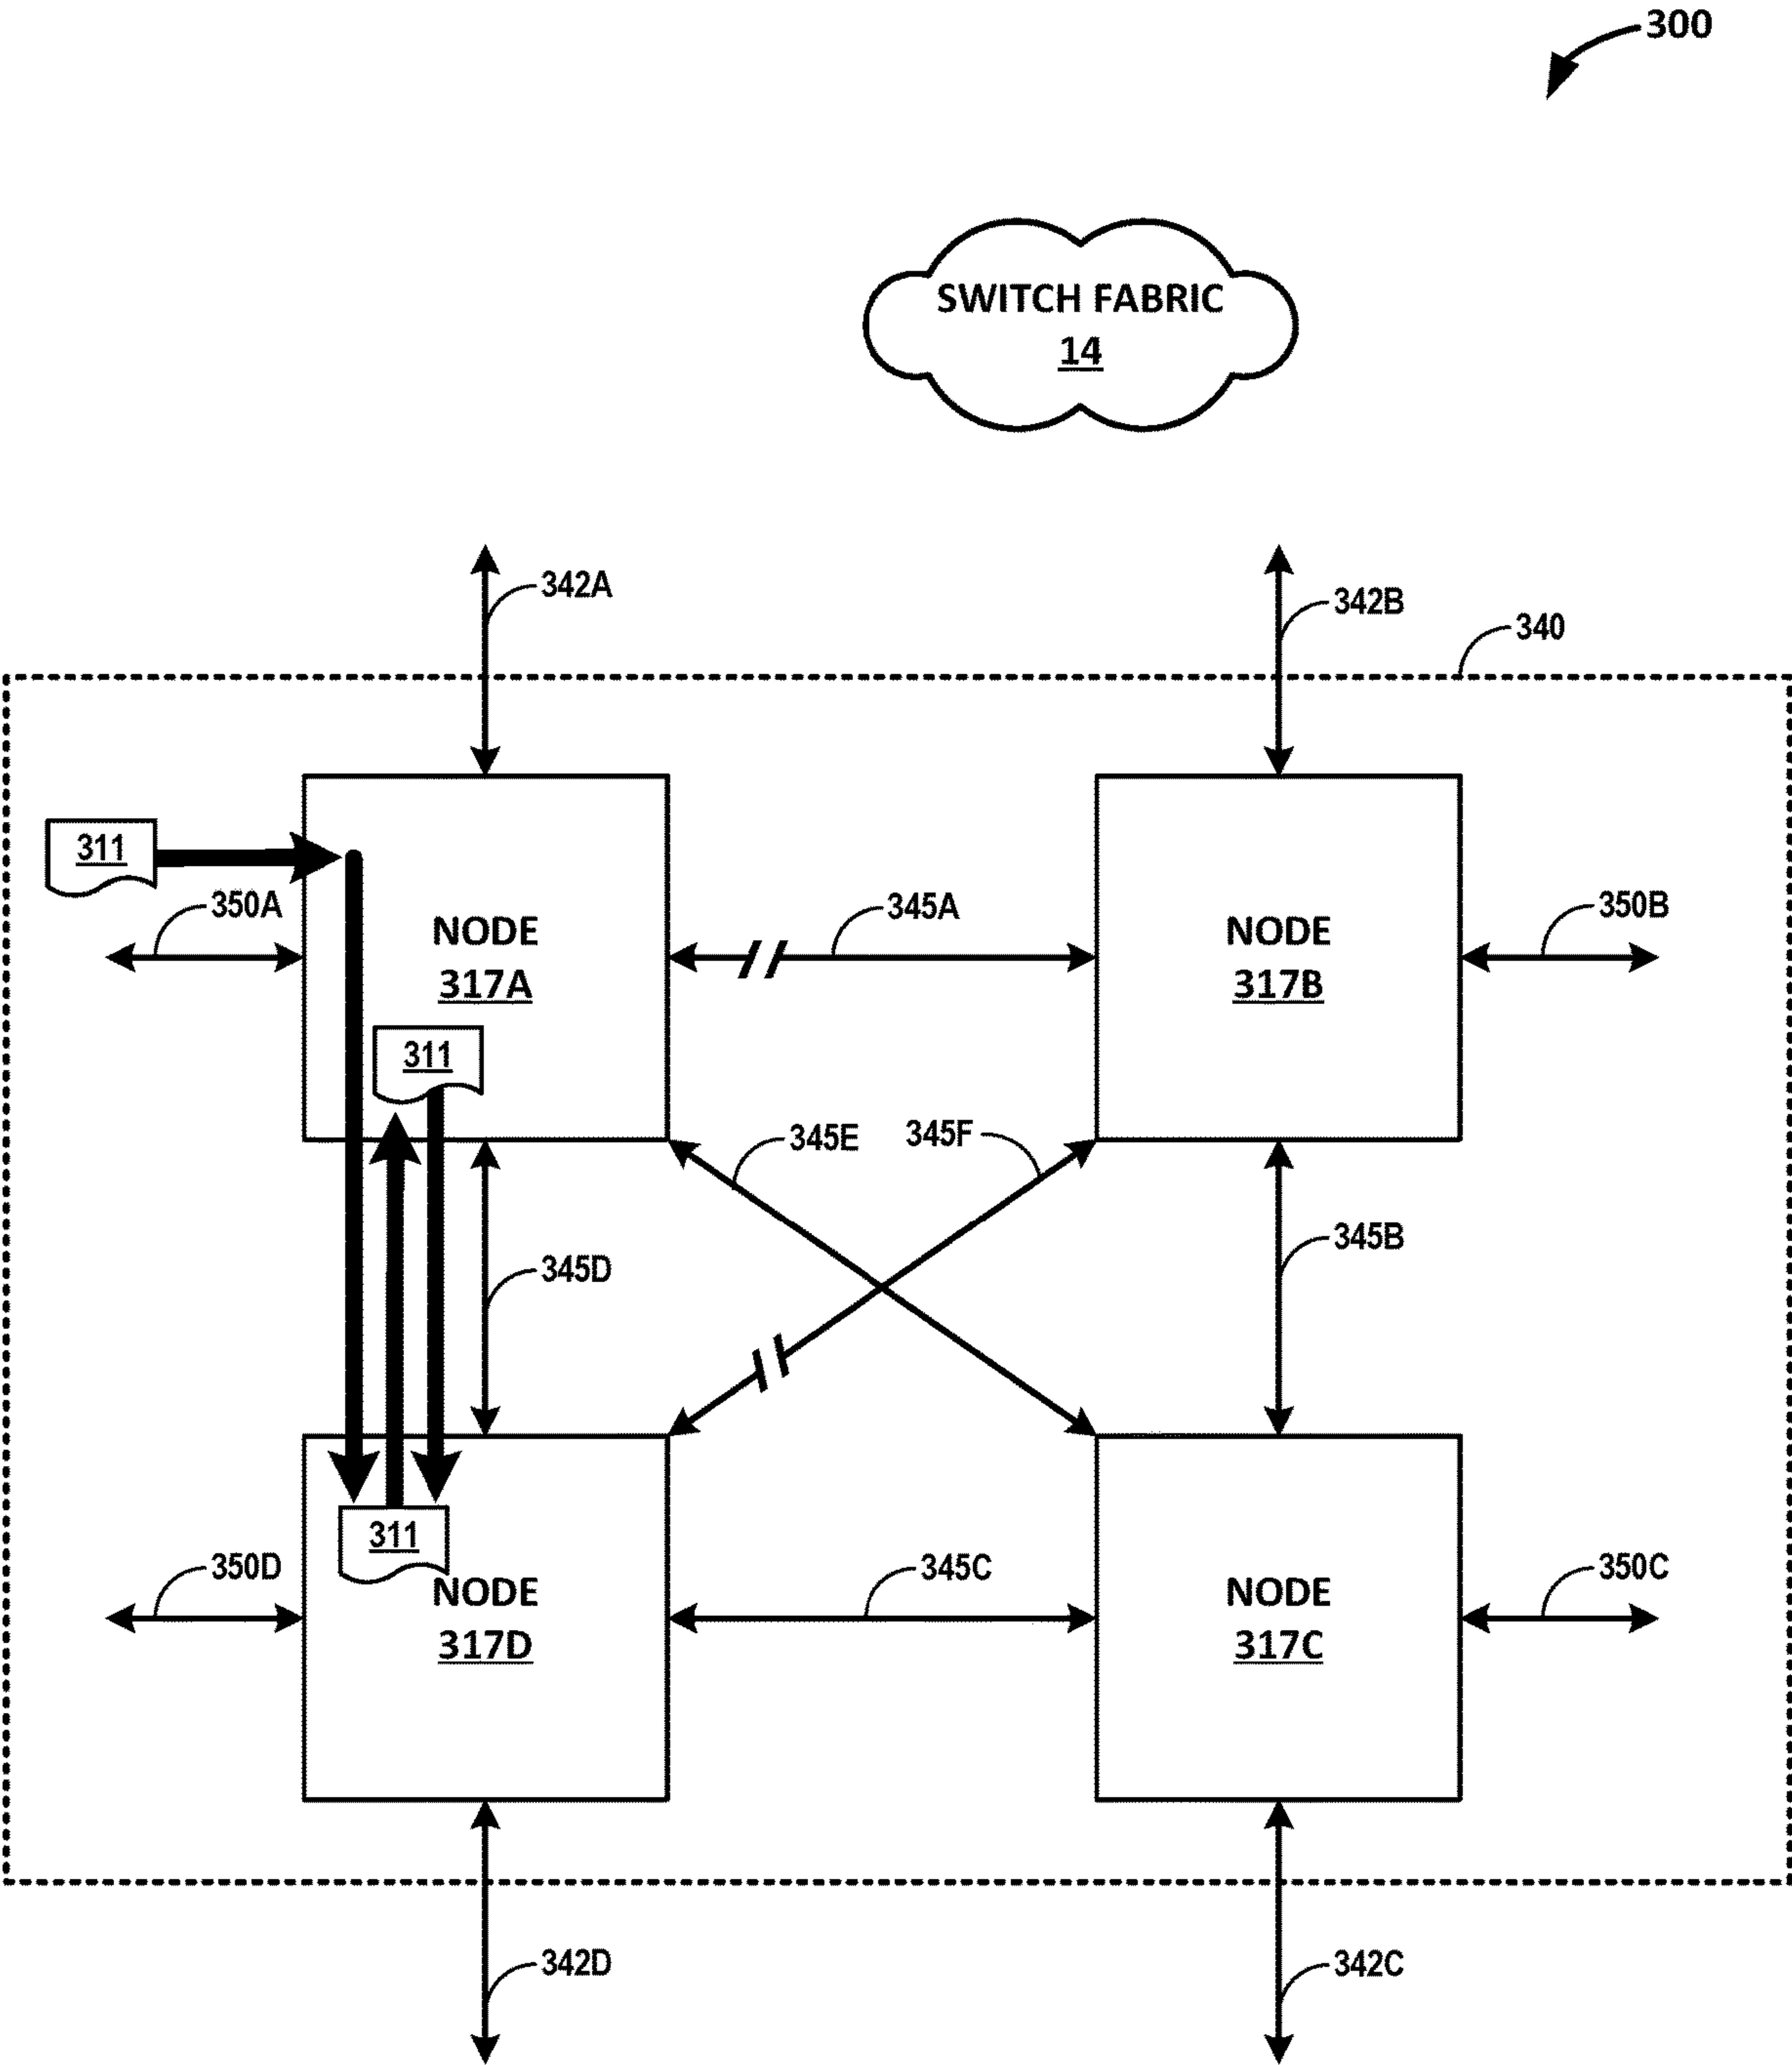 300
SWITCH FABRIC
14
342A
342B
340
311
350A
NODE
317A
345A
NODE
317B
350B
311
345E
345F
345D
345B
311
350D
NODE
317D
345C
NODE
317C
350C
342D
342C